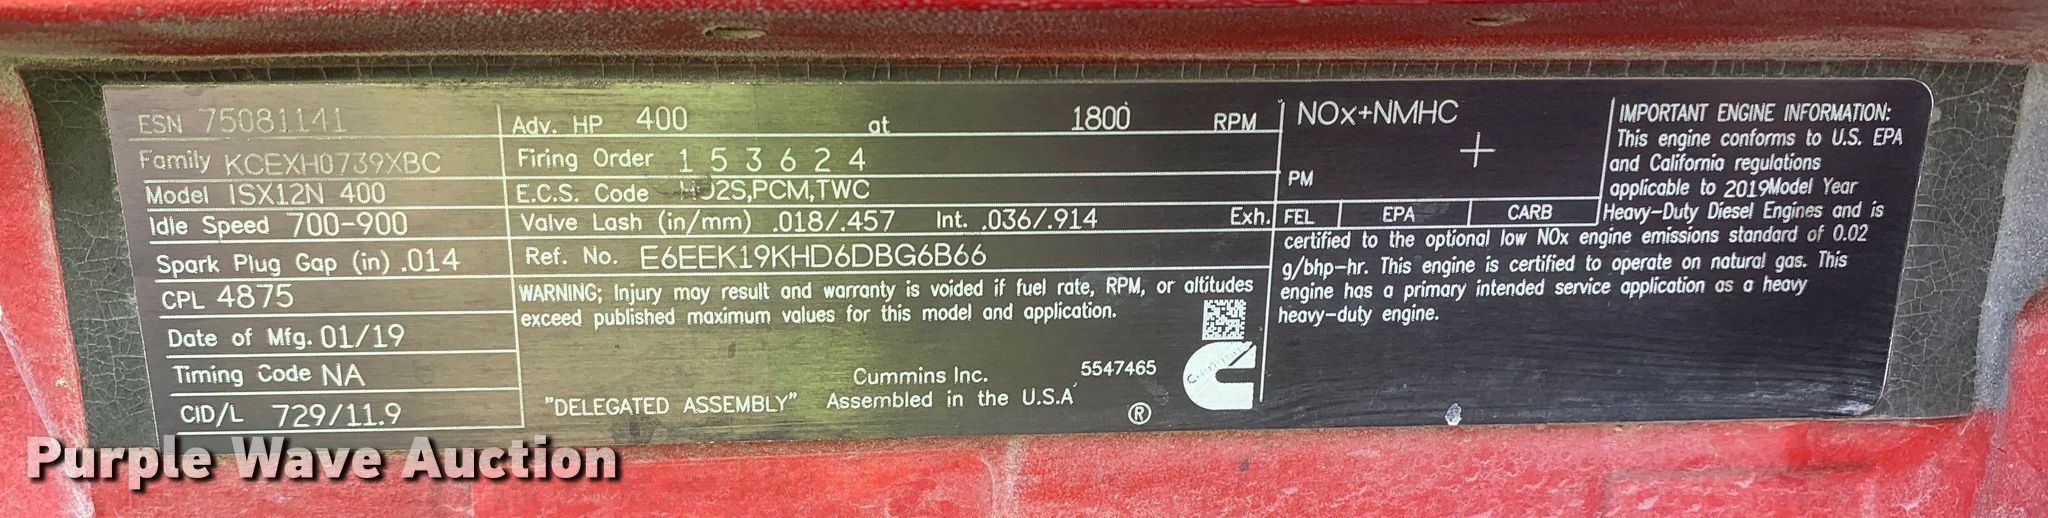 ESN 75081141
Family KCEXH0739XBC
Model ISX12N 400
Idle Speed 700-900
Spark Plug Gap (in) .014
CPL 4875
Date of Mfg. 01/19
Timing Code NA
CID/L 729/11.9
Adv. HP 400 at 1800 RPM
Firing Order 1 5 3 6 2 4
E.C.S. Code HO2S,PCM,TWC
Valve Lash (in/mm) .018/.457 Int. .036/.914 Exh.
Ref. No. E6EEK19KHD6DBG6B66
WARNING; Injury may result and warranty is voided if fuel rate, RPM, or altitudes
exceed published maximum values for this model and application.
Cummins Inc. 5547465
"DELEGATED ASSEMBLY" Assembled in the U.S.A
®
Cummins
NOx+NMHC
+
PM
FEL EPA CARB
IMPORTANT ENGINE INFORMATION:
This engine conforms to U.S. EPA
and California regulations
applicable to 2019Model Year
Heavy-Duty Diesel Engines and is
certified to the optional low NOx engine emissions standard of 0.02
g/bhp-hr. This engine is certified to operate on natural gas. This
engine has a primary intended service application as a heavy
heavy-duty engine.
Purple Wave Auction